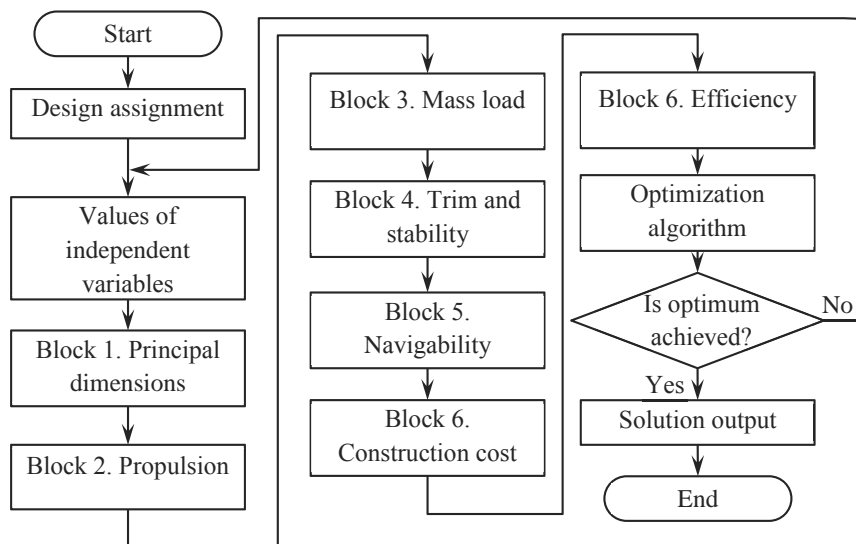 Start
Design assignment
Values of
independent
variables
Block 1. Principal
dimensions
Block 2. Propulsion
Block 3. Mass load
Block 4. Trim and
stability
Block 5.
Navigability
Block 6.
Construction cost
Block 6. Efficiency
Optimization
algorithm
Is optimum
achieved?
No
Yes
Solution output
End